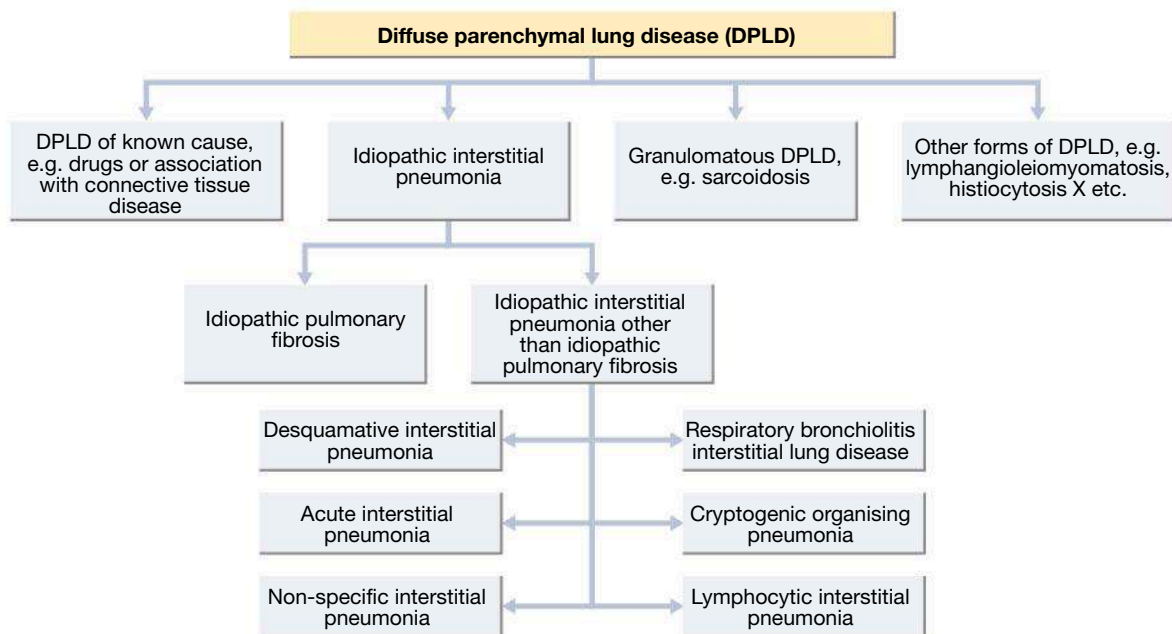 Diffuse parenchymal lung disease (DPLD)
DPLD of known cause,
e.g. drugs or association
with connective tissue
disease
Idiopathic interstitial
pneumonia
Granulomatous DPLD,
e.g. sarcoidosis
Other forms of DPLD, e.g.
lymphangioleiomyomatosis,
histiocytosis X etc.
Idiopathic pulmonary
fibrosis
Idiopathic interstitial
pneumonia other
than idiopathic
pulmonary fibrosis
Desquamative interstitial
pneumonia
Respiratory bronchiolitis
interstitial lung disease
Acute interstitial
pneumonia
Cryptogenic organising
pneumonia
Non-specific interstitial
pneumonia
Lymphocytic interstitial
pneumonia